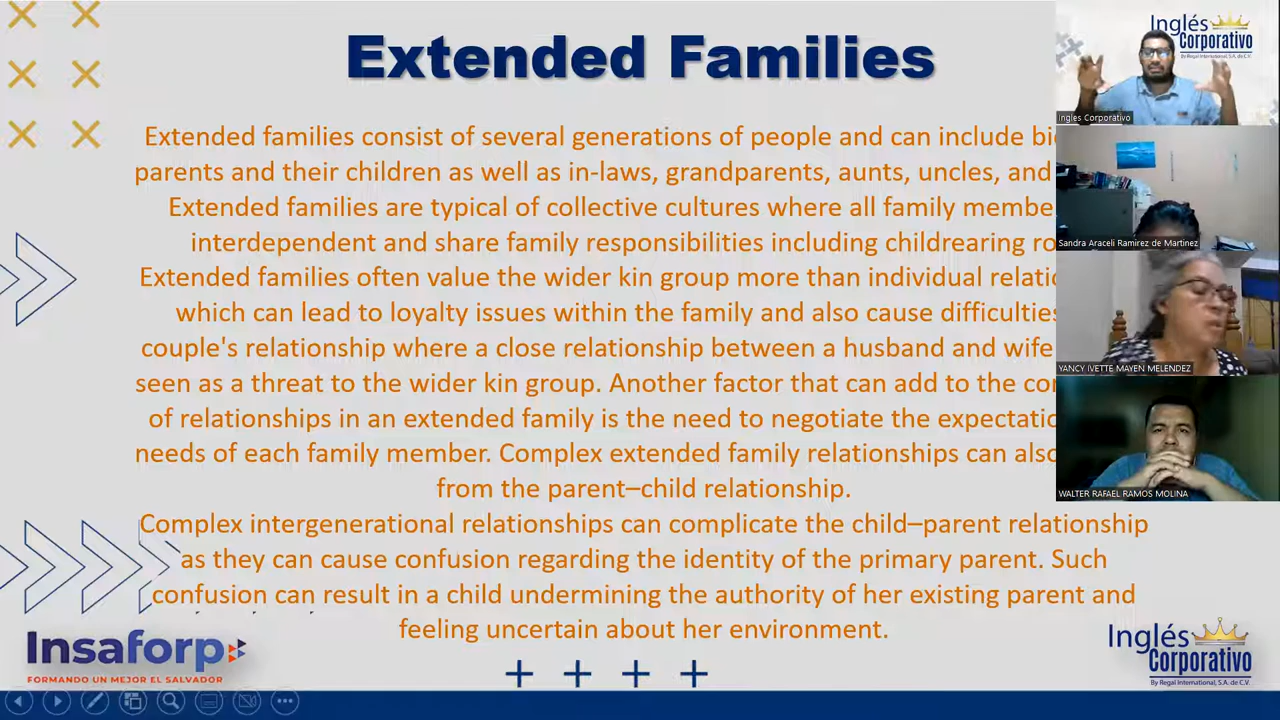 Extended Families
Extended families consist of several generations of people and can include
parents and their children as well as in-laws, grandparents, aunts, uncles, and
Extended families are typical of collective cultures where all family
interdependent and share family responsibilities including childrearing
Extended families often value the wider kin group more than individual
which can lead to loyalty issues within the family and also cause difficulties
couple's relationship where a close relationship between a husband and wife
seen as a threat to the wider kin group. Another factor that can add to the
of relationships in an extended family is the need to negotiate the
needs of each family member. Complex extended family relationships can also
from the parent–child relationship.
Complex intergenerational relationships can complicate the child–parent relationship
as they can cause confusion regarding the identity of the primary parent. Such
confusion can result in a child undermining the authority of her existing parent and
feeling uncertain about her environment.
Insaforp
FORMANDO UN MEJOR EL SALVADOR
Inglés
Corporativo
By Regal International, S.A. de C.V.
Inglés
Corporativo
By Regal International, S.A. de C.V.
Ingles Corporativo
Sandra Araceli Ramirez de Martinez
YANCY IVETTE MAYEN MELENDEZ
WALTER RAFAEL RAMOS MOLINA